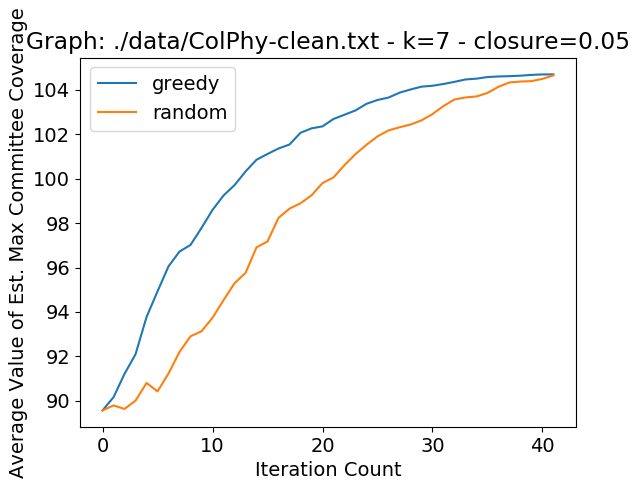 Graph: ./data/ColPhy-clean.txt - k=7 - closure=0.05
greedy
random
Average Value of Est. Max Committee Coverage
104
102
100
98
96
94
92
90
0
10
20
30
40
Iteration Count